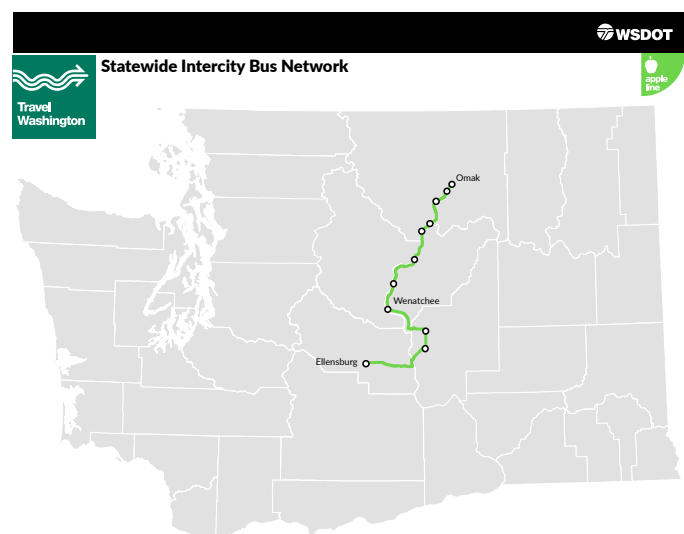 WSDOT
Statewide Intercity Bus Network
Travel
Washington
apple
line
Omak
Wenatchee
Ellensburg